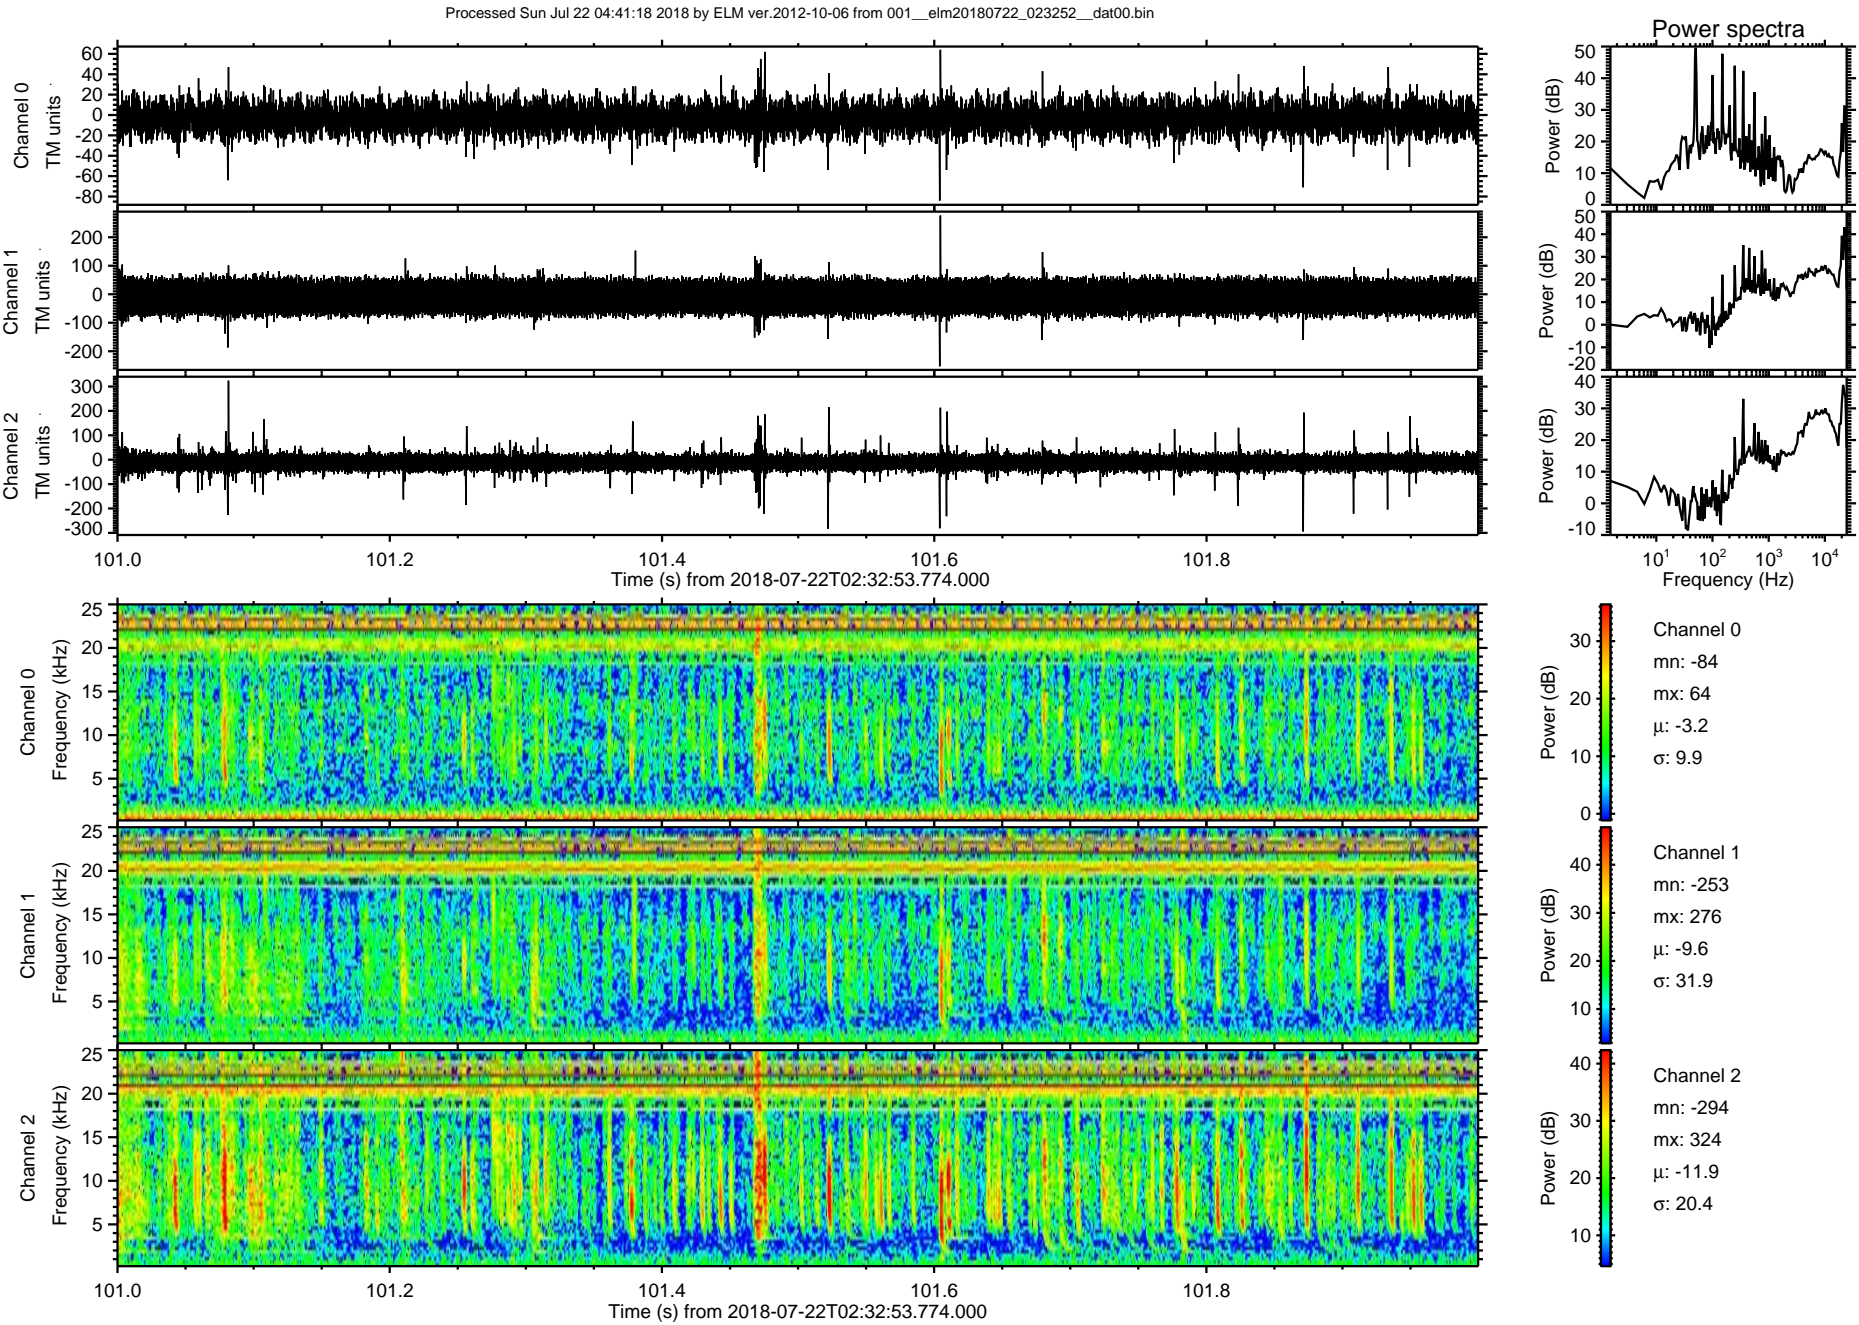 Processed Sun Jul 22 04:41:18 2018 by ELM ver.2012-10-06 from 001__elm20180722_023252__dat00.bin
Power spectra
Channel 0
TM units
60
40
20
0
-20
-40
-60
-80
Power (dB)
50
40
30
20
10
0
Channel 1
TM units
200
100
0
-100
-200
Power (dB)
50
40
30
20
10
0
-10
-20
Channel 2
TM units
300
200
100
0
-100
-200
-300
Power (dB)
40
30
20
10
0
-10
101.0 101.2 101.4 101.6 101.8
Time (s) from 2018-07-22T02:32:53.774.000
10¹ 10² 10³ 10⁴
Frequency (Hz)
Channel 0
Frequency (kHz)
25
20
15
10
5
Power (dB)
30
20
10
0
Channel 0
mn: -84
mx: 64
μ: -3.2
σ: 9.9
Channel 1
Frequency (kHz)
25
20
15
10
5
Power (dB)
40
30
20
10
Channel 1
mn: -253
mx: 276
μ: -9.6
σ: 31.9
Channel 2
Frequency (kHz)
25
20
15
10
5
Power (dB)
40
30
20
10
Channel 2
mn: -294
mx: 324
μ: -11.9
σ: 20.4
101.0 101.2 101.4 101.6 101.8
Time (s) from 2018-07-22T02:32:53.774.000